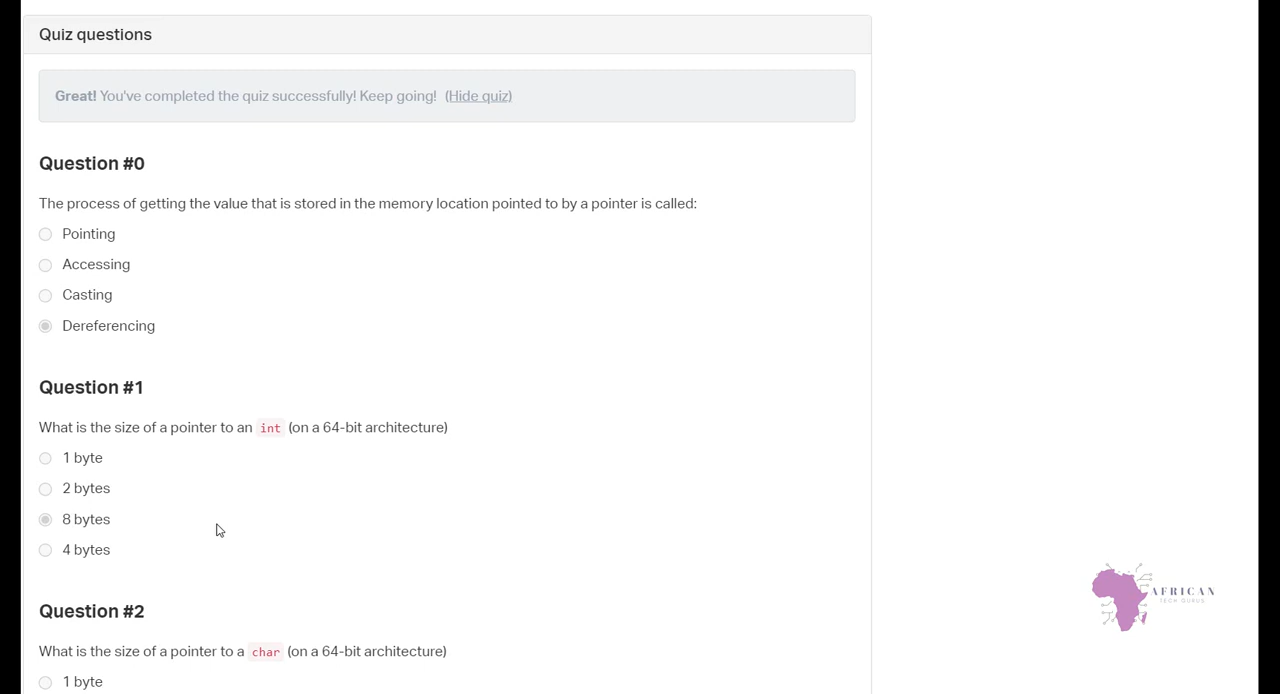 Quiz questions
Great! You've completed the quiz successfully! Keep going! (Hide quiz)
Question #0
The process of getting the value that is stored in the memory location pointed to by a pointer is called:
Pointing
Accessing
Casting
Dereferencing
Question #1
What is the size of a pointer to an int (on a 64-bit architecture)
1 byte
2 bytes
8 bytes
4 bytes
Question #2
What is the size of a pointer to a char (on a 64-bit architecture)
1 byte
AFRICAN
TECH GURUS